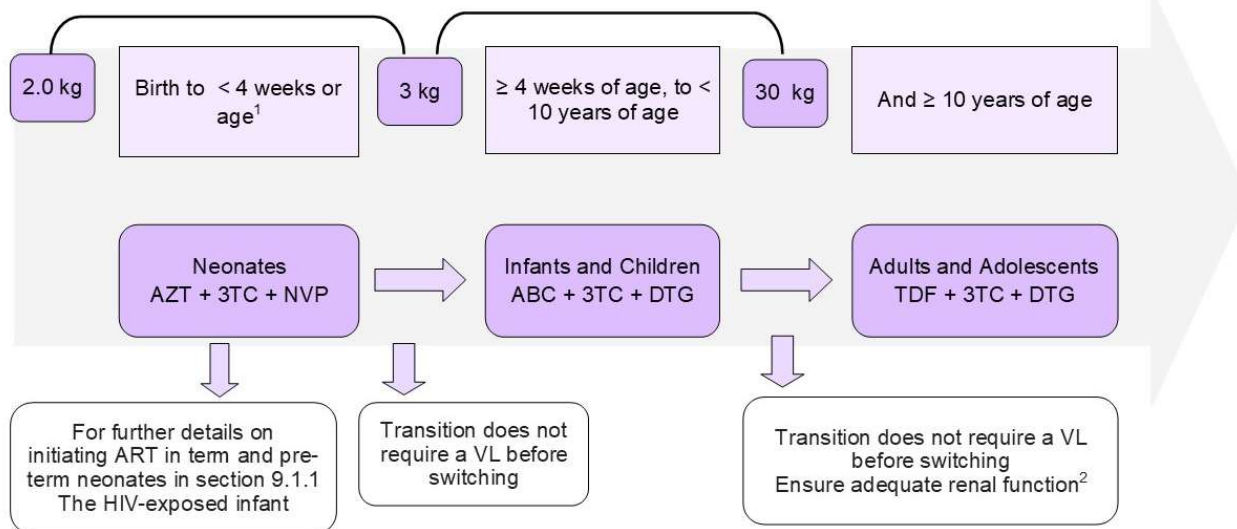 2.0 kg
Birth to < 4 weeks or
age¹
3 kg
≥ 4 weeks of age, to <
10 years of age
30 kg
And ≥ 10 years of age
Neonates
AZT + 3TC + NVP
Infants and Children
ABC + 3TC + DTG
Adults and Adolescents
TDF + 3TC + DTG
For further details on
initiating ART in term and pre-
term neonates in section 9.1.1
The HIV-exposed infant
Transition does not
require a VL before
switching
Transition does not require a VL
before switching
Ensure adequate renal function²